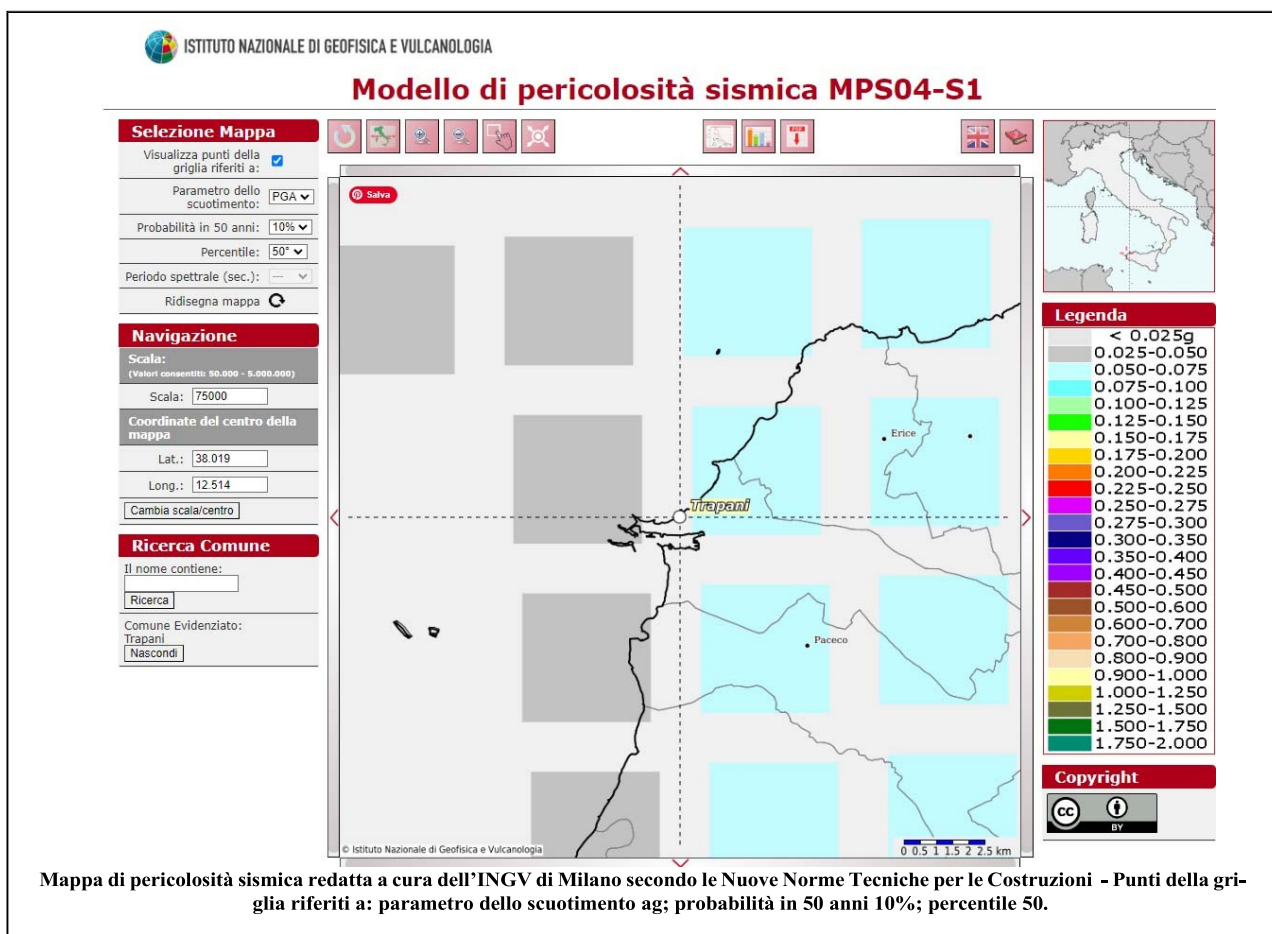 ISTITUTO NAZIONALE DI GEOFISICA E VULCANOLOGIA
Modello di pericolosità sismica MPS04-S1
Selezione Mappa
Visualizza punti della
griglia riferiti a:
Parametro dello
scuotimento: PGA
Probabilità in 50 anni: 10%
Percentile: 50°
Periodo spettrale (sec.): ---
Ridisegna mappa
Navigazione
Scala:
(Valori consentiti: 50.000 - 5.000.000)
Scala: 75000
Coordinate del centro della
mappa
Lat.: 38.019
Long.: 12.514
Cambia scala/centro
Ricerca Comune
Il nome contiene:
Ricerca
Comune Evidenziato:
Trapani
Nascondi
PDF
Salva
Erice
Trapani
Paceco
© Istituto Nazionale di Geofisica e Vulcanologia
0 0.5 1 1.5 2 2.5 km
Legenda
< 0.025g
0.025-0.050
0.050-0.075
0.075-0.100
0.100-0.125
0.125-0.150
0.150-0.175
0.175-0.200
0.200-0.225
0.225-0.250
0.250-0.275
0.275-0.300
0.300-0.350
0.350-0.400
0.400-0.450
0.450-0.500
0.500-0.600
0.600-0.700
0.700-0.800
0.800-0.900
0.900-1.000
1.000-1.250
1.250-1.500
1.500-1.750
1.750-2.000
Copyright
cc
BY
Mappa di pericolosità sismica redatta a cura dell'INGV di Milano secondo le Nuove Norme Tecniche per le Costruzioni - Punti della gri-
glia riferiti a: parametro dello scuotimento ag; probabilità in 50 anni 10%; percentile 50.